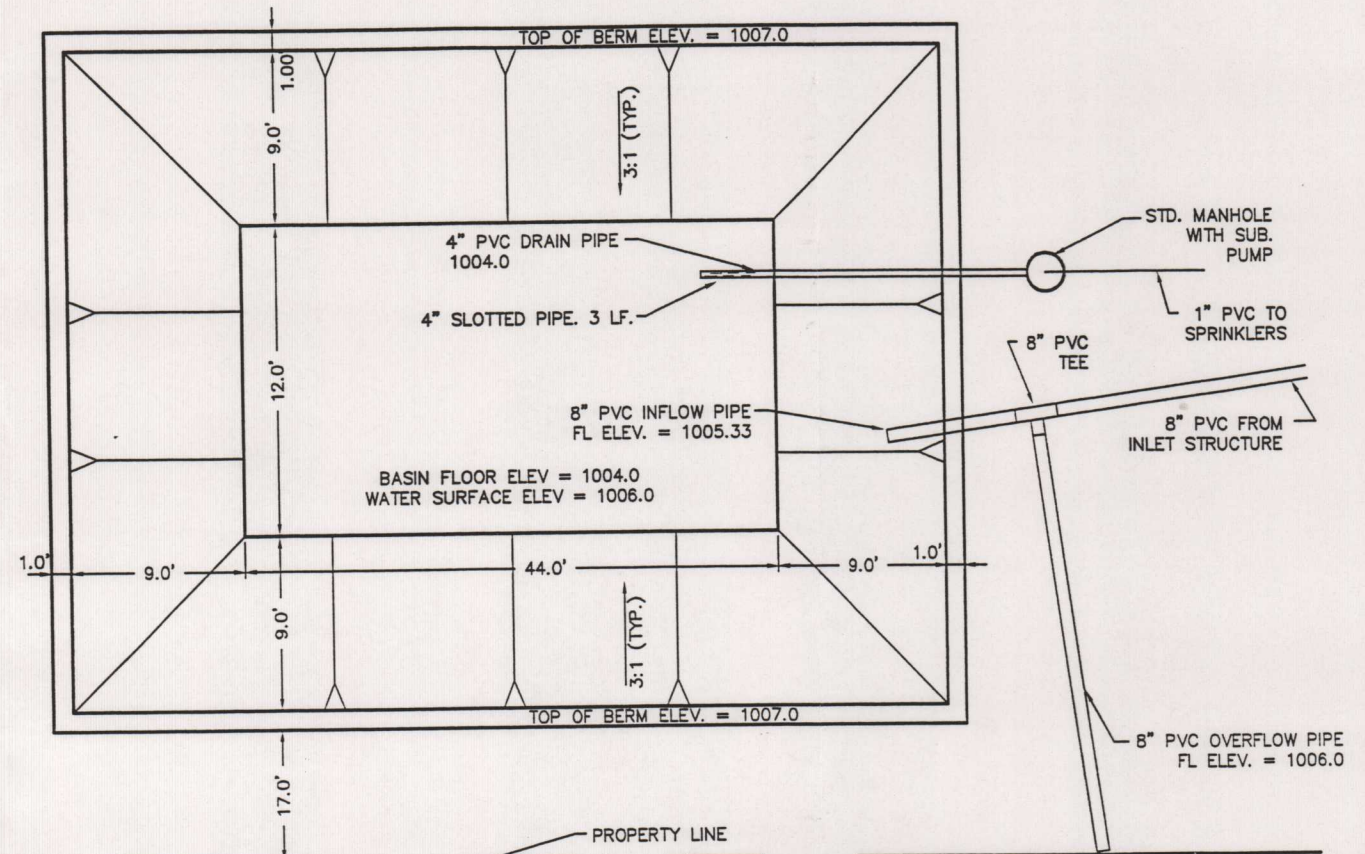 TOP OF BERM ELEV. = 1007.0
1.00'
9.0'
3:1 (TYP.)
STD. MANHOLE
WITH SUB.
PUMP
4" PVC DRAIN PIPE
1004.0
4" SLOTTED PIPE. 3 LF.
1" PVC TO
SPRINKLERS
8" PVC
TEE
12.0'
8" PVC INFLOW PIPE
FL ELEV. = 1005.33
8" PVC FROM
INLET STRUCTURE
BASIN FLOOR ELEV = 1004.0
WATER SURFACE ELEV = 1006.0
1.0'
9.0'
44.0'
9.0'
1.0'
9.0'
3:1 (TYP.)
TOP OF BERM ELEV. = 1007.0
8" PVC OVERFLOW PIPE
FL ELEV. = 1006.0
17.0'
PROPERTY LINE